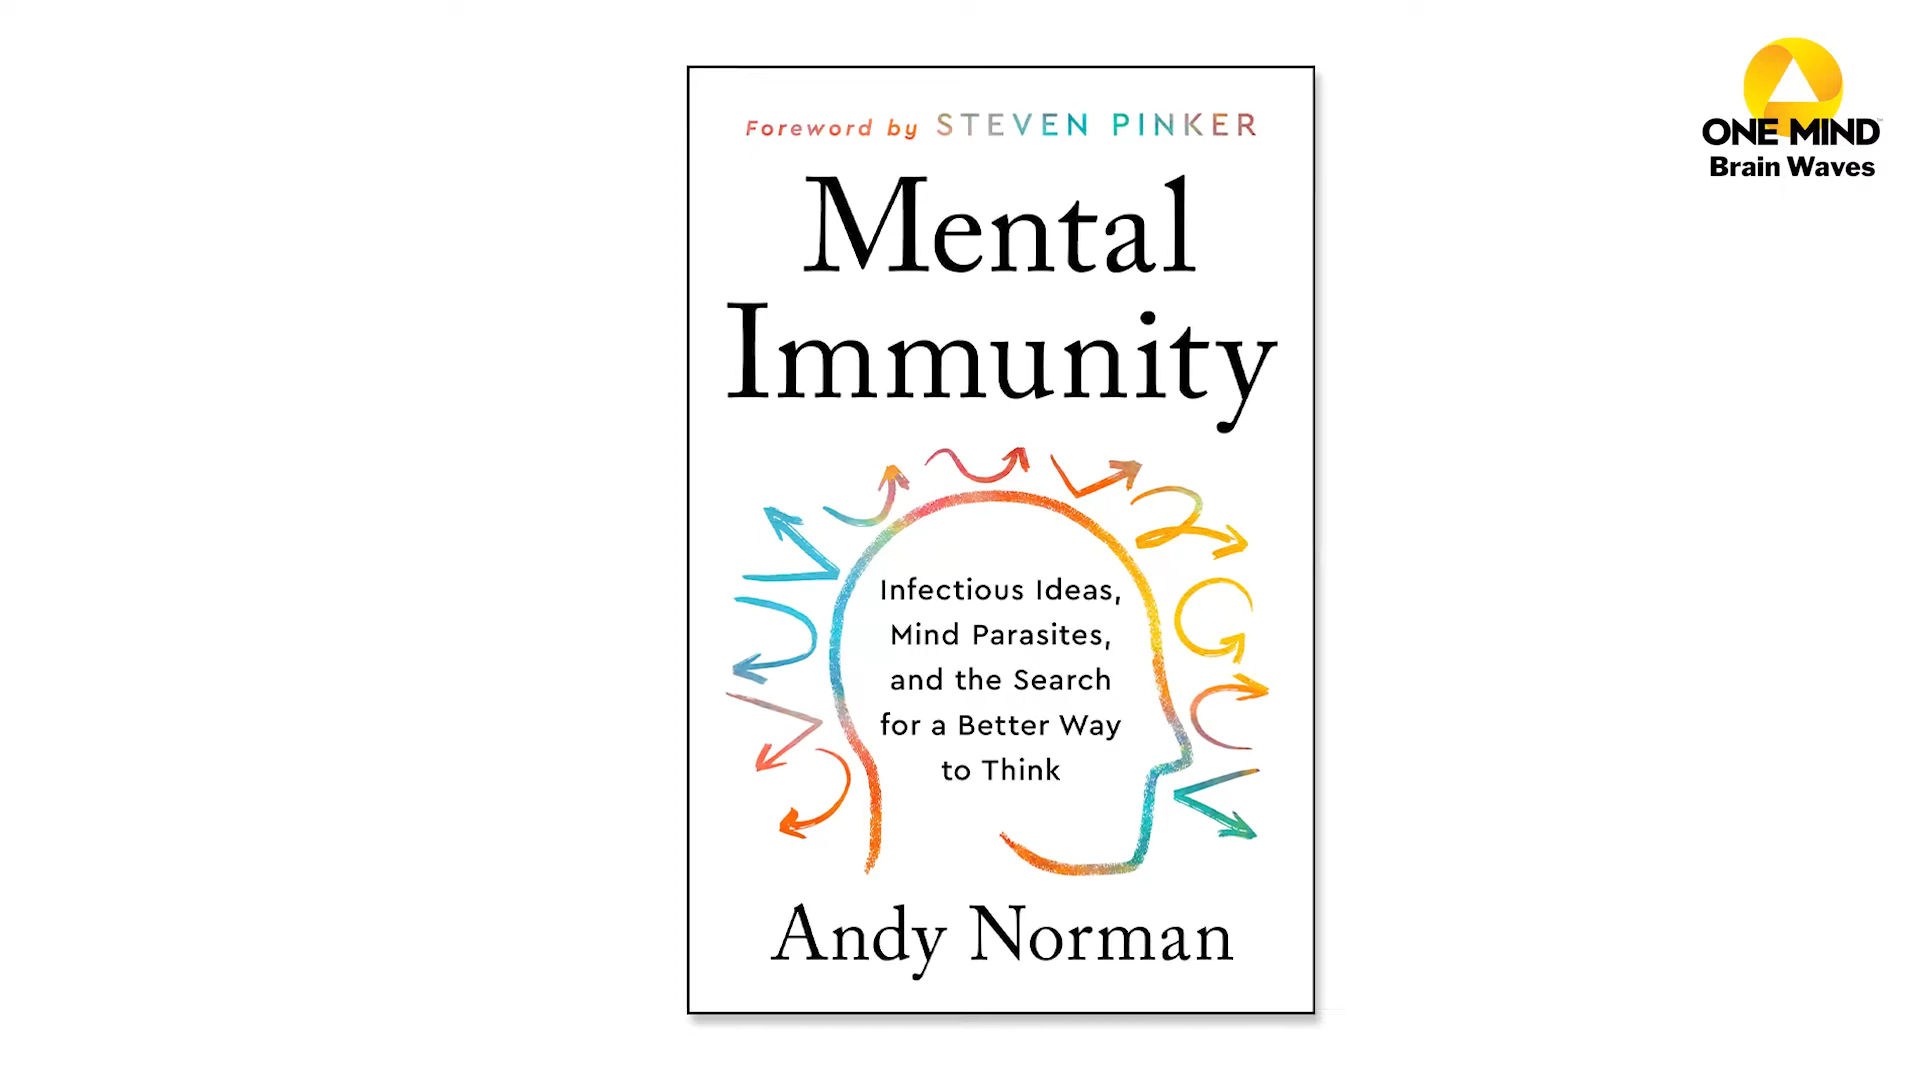 Foreword by STEVEN PINKER
Mental
Immunity
Infectious Ideas,
Mind Parasites,
and the Search
for a Better Way
to Think
Andy Norman
ONE MIND™
Brain Waves